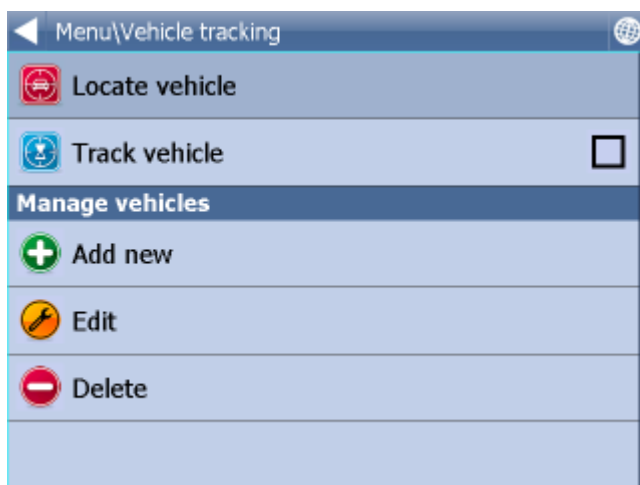 Menu\Vehicle tracking
Locate vehicle
Track vehicle
Manage vehicles
Add new
Edit
Delete